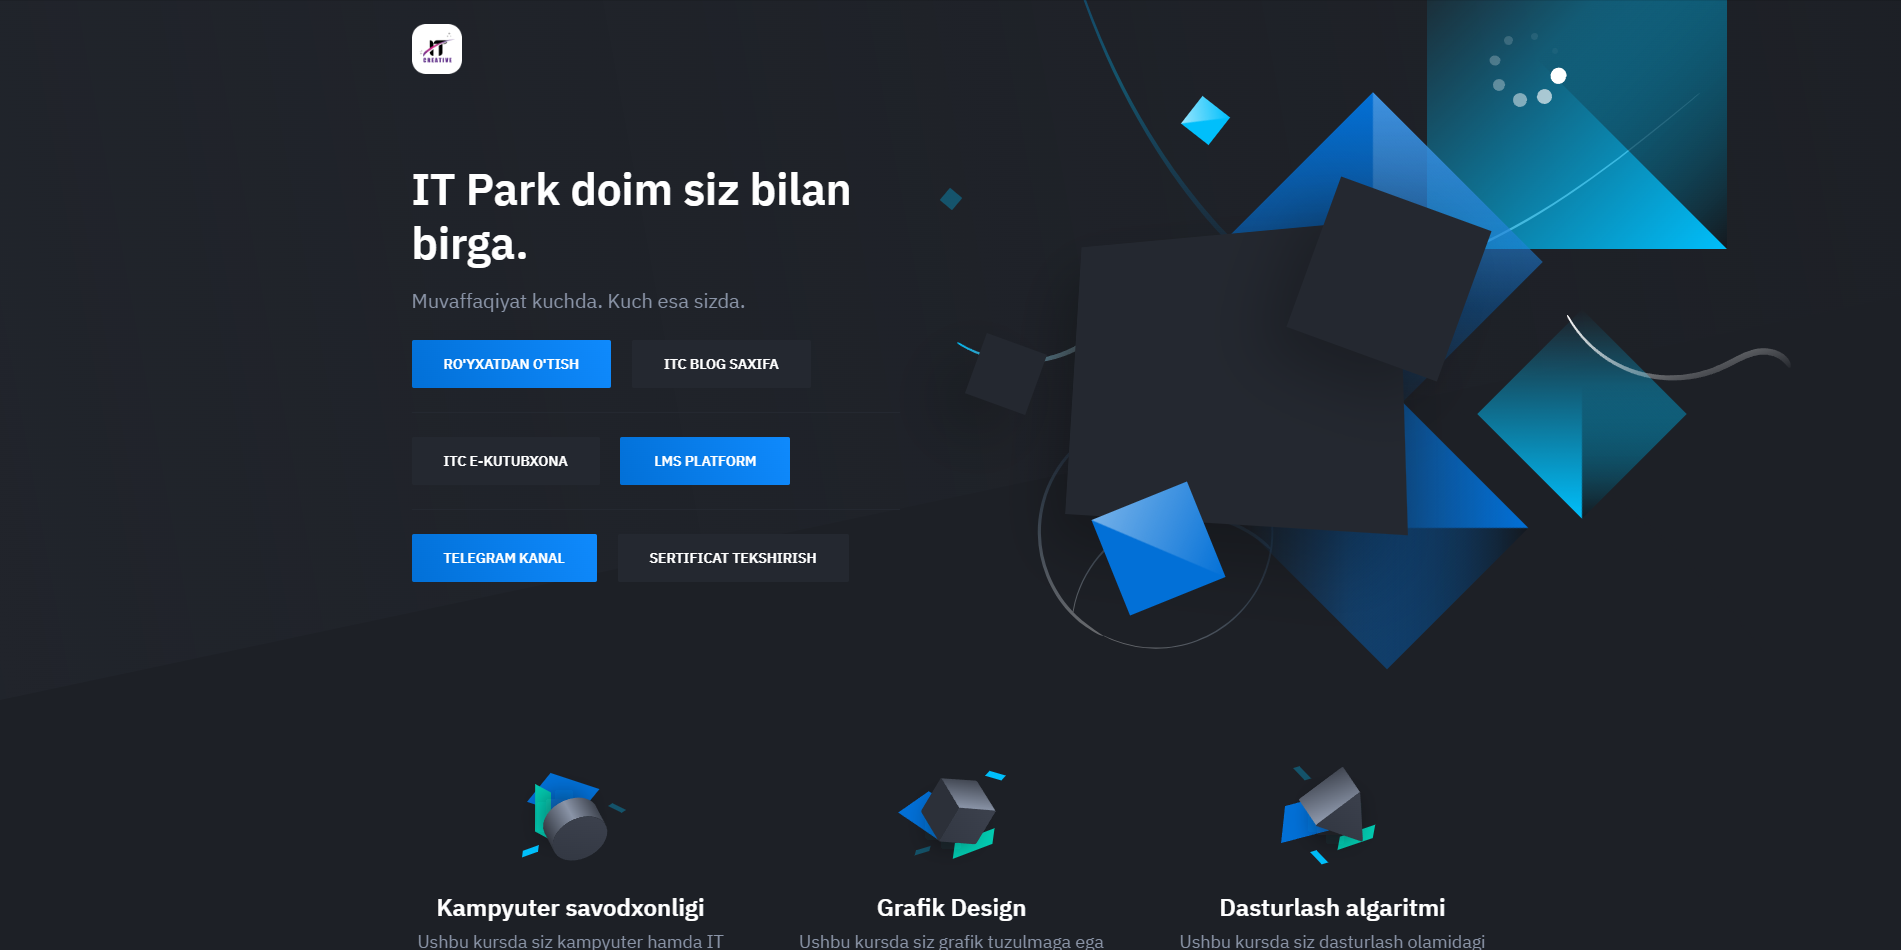 IT
CREATIVE
IT Park doim siz bilan
birga.
Muvaffaqiyat kuchda. Kuch esa sizda.
RO'YXATDAN O'TISH
ITC BLOG SAXIFA
ITC E-KUTUBXONA
LMS PLATFORM
TELEGRAM KANAL
SERTIFICAT TEKSHIRISH
Kampyuter savodxonligi
Ushbu kursda siz kampyuter hamda IT
Grafik Design
Ushbu kursda siz grafik tuzulmaga ega
Dasturlash algaritmi
Ushbu kursda siz dasturlash olamidagi